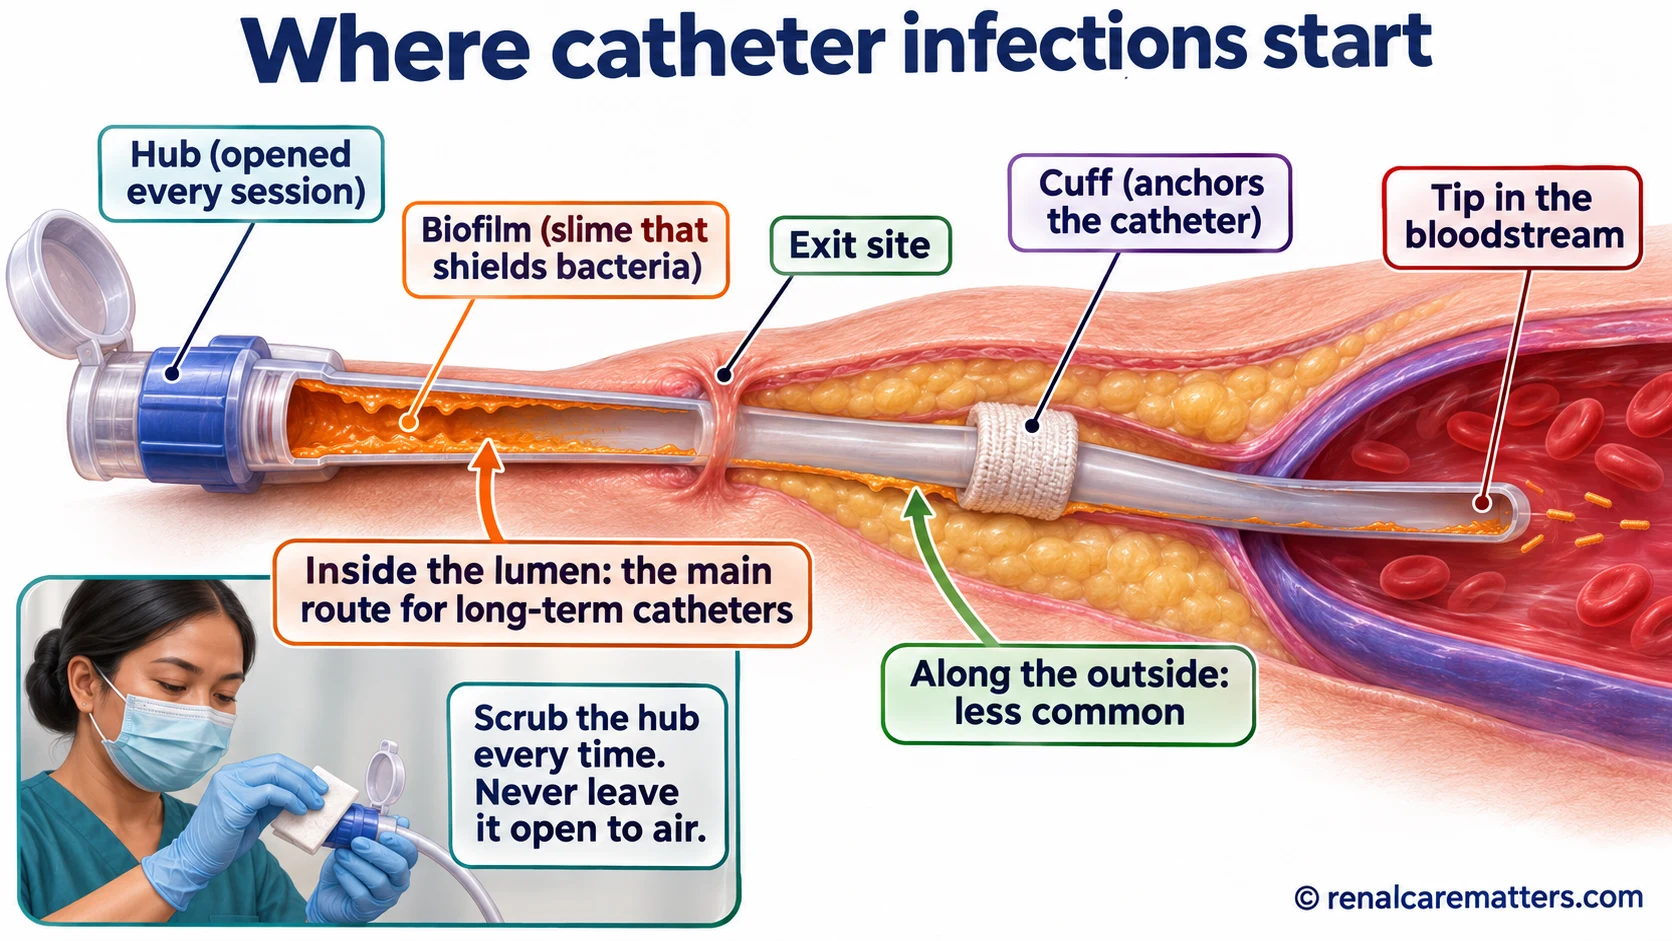 Where catheter infections start
Hub (opened
every session)
Biofilm (slime that
shields bacteria)
Exit site
Cuff (anchors
the catheter)
Tip in the
bloodstream
Inside the lumen: the main
route for long-term catheters
Along the outside:
less common
Scrub the hub
every time.
Never leave
it open to air.
© renalcarematters.com